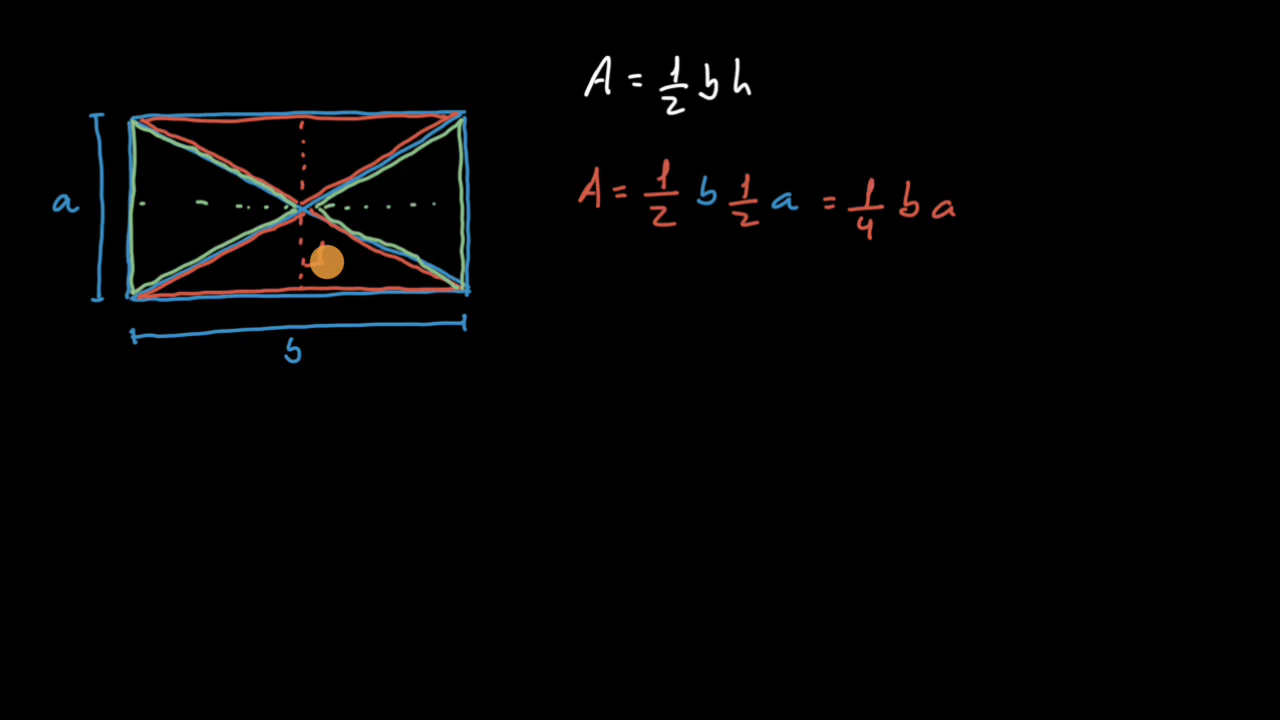 A = 1/2 b h
A = 1/2 b 1/2 a = 1/4 b a
a
b